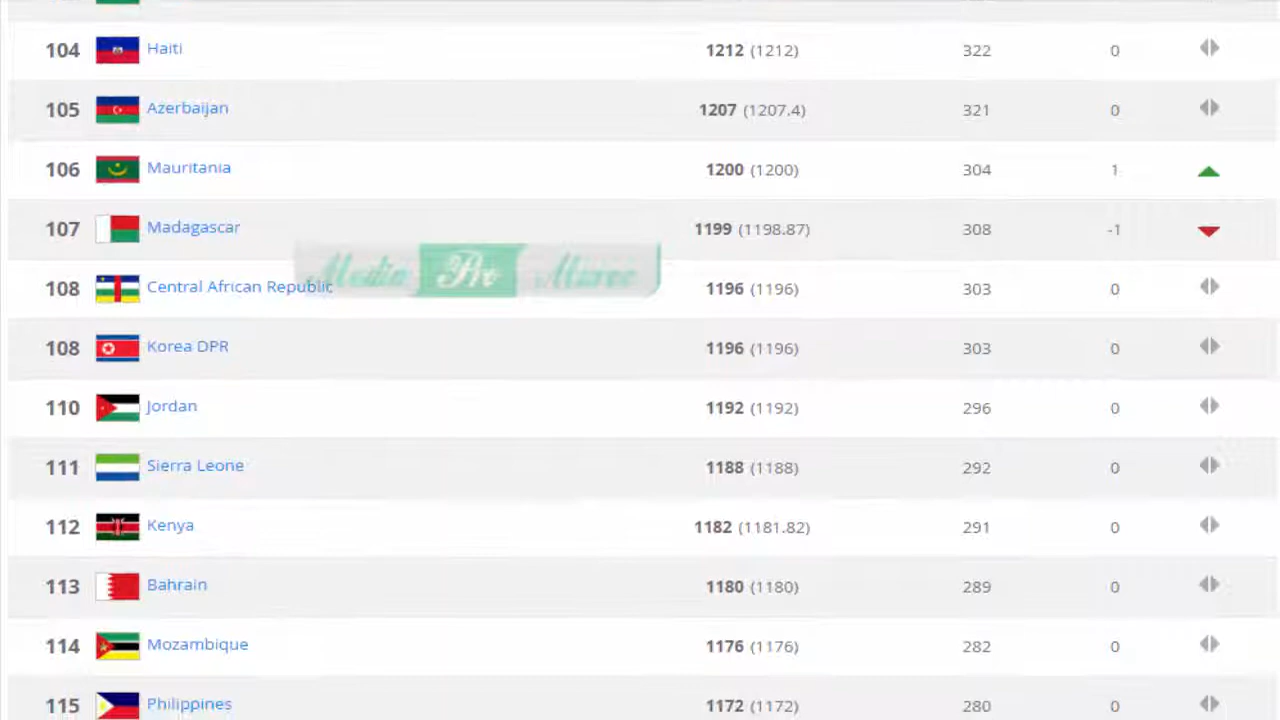 104 Haiti 1212 (1212) 322 0
105 Azerbaijan 1207 (1207.4) 321 0
106 Mauritania 1200 (1200) 304 1
107 Madagascar 1199 (1198.87) 308 -1
Media Pro Maroc
108 Central African Republic 1196 (1196) 303 0
108 Korea DPR 1196 (1196) 303 0
110 Jordan 1192 (1192) 296 0
111 Sierra Leone 1188 (1188) 292 0
112 Kenya 1182 (1181.82) 291 0
113 Bahrain 1180 (1180) 289 0
114 Mozambique 1176 (1176) 282 0
115 Philippines 1172 (1172) 280 0